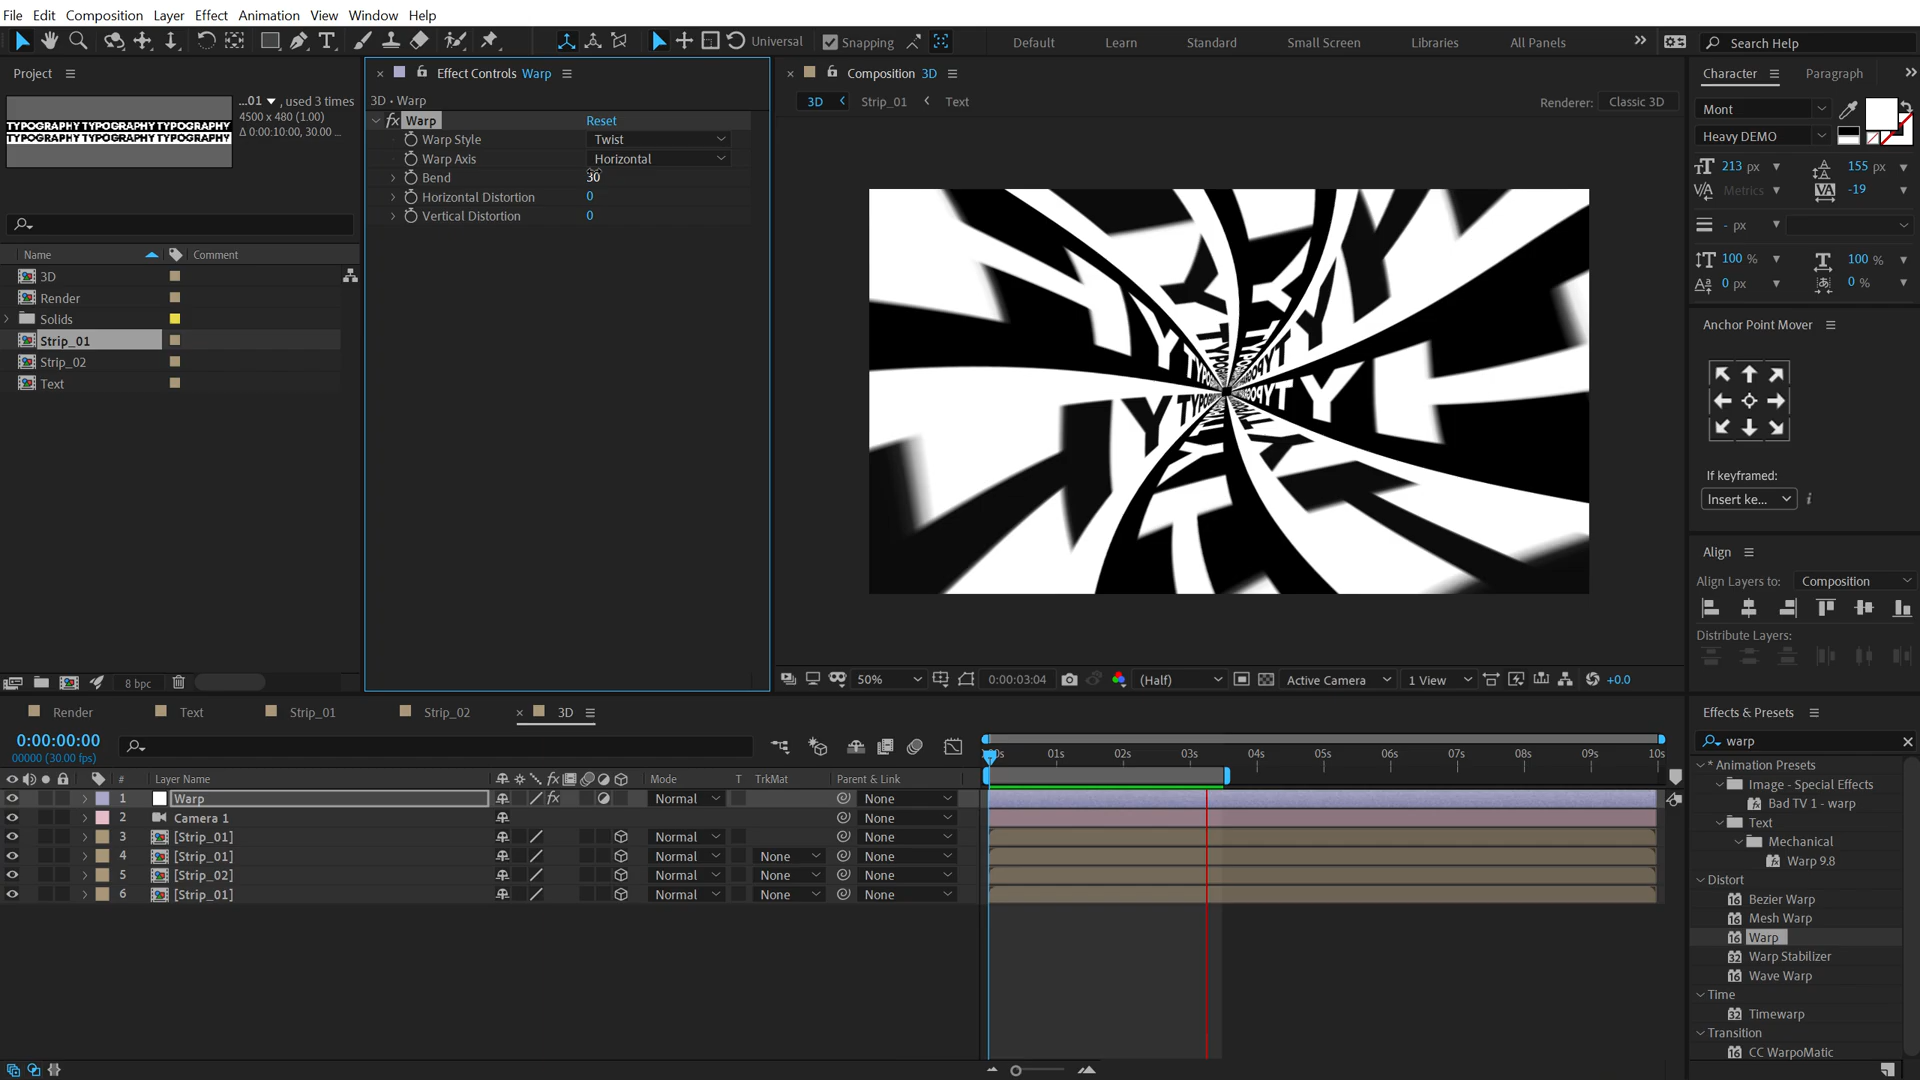 File Edit Composition Layer Effect Animation View Window Help
Universal Snapping Default Learn Standard Small Screen Libraries All Panels Search Help
Project
...01 , used 3 times
4500 x 480 (1.00)
Δ 0:00:10:00, 30.00 ...
TYPOGRAPHY TYPOGRAPHY TYPOGRAPHY
TYPOGRAPHY TYPOGRAPHY TYPOGRAPHY
Name Comment
3D
Render
Solids
Strip_01
Strip_02
Text
8 bpc
Effect Controls Warp
3D • Warp
fx Warp Reset
Warp Style Twist
Warp Axis Horizontal
Bend 30
Horizontal Distortion 0
Vertical Distortion 0
Composition 3D
3D Strip_01 Text
Renderer: Classic 3D
50% 0:00:03:04 (Half) Active Camera 1 View +0.0
Character Paragraph
Mont
Heavy DEMO
213 px 155 px
Metrics -19
- px
100 % 100 %
0 px 0 %
Anchor Point Mover
If keyframed:
Insert ke...
Align
Align Layers to: Composition
Distribute Layers:
Render Text Strip_01 Strip_02 3D
0:00:00:00
00000 (30.00 fps)
01s 02s 03s 04s 05s 06s 07s 08s 09s 10s
# Layer Name Mode T TrkMat Parent & Link
1 Warp Normal None
2 Camera 1 None
3 [Strip_01] Normal None
4 [Strip_01] Normal None None
5 [Strip_02] Normal None None
6 [Strip_01] Normal None None
Effects & Presets
warp
* Animation Presets
Image - Special Effects
Bad TV 1 - warp
Text
Mechanical
Warp 9.8
Distort
Bezier Warp
Mesh Warp
Warp
Warp Stabilizer
Wave Warp
Time
Timewarp
Transition
CC WarpoMatic